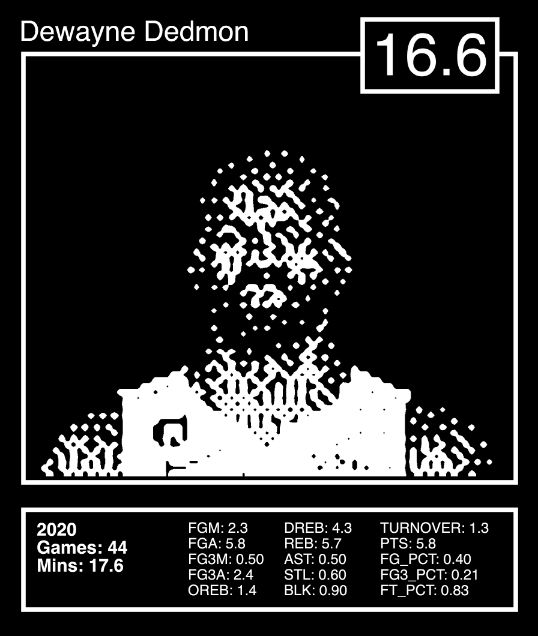 Dewayne Dedmon
16.6
2020
Games: 44
Mins: 17.6
FGM: 2.3
FGA: 5.8
FG3M: 0.50
FG3A: 2.4
OREB: 1.4
DREB: 4.3
REB: 5.7
AST: 0.50
STL: 0.60
BLK: 0.90
TURNOVER: 1.3
PTS: 5.8
FG_PCT: 0.40
FG3_PCT: 0.21
FT_PCT: 0.83